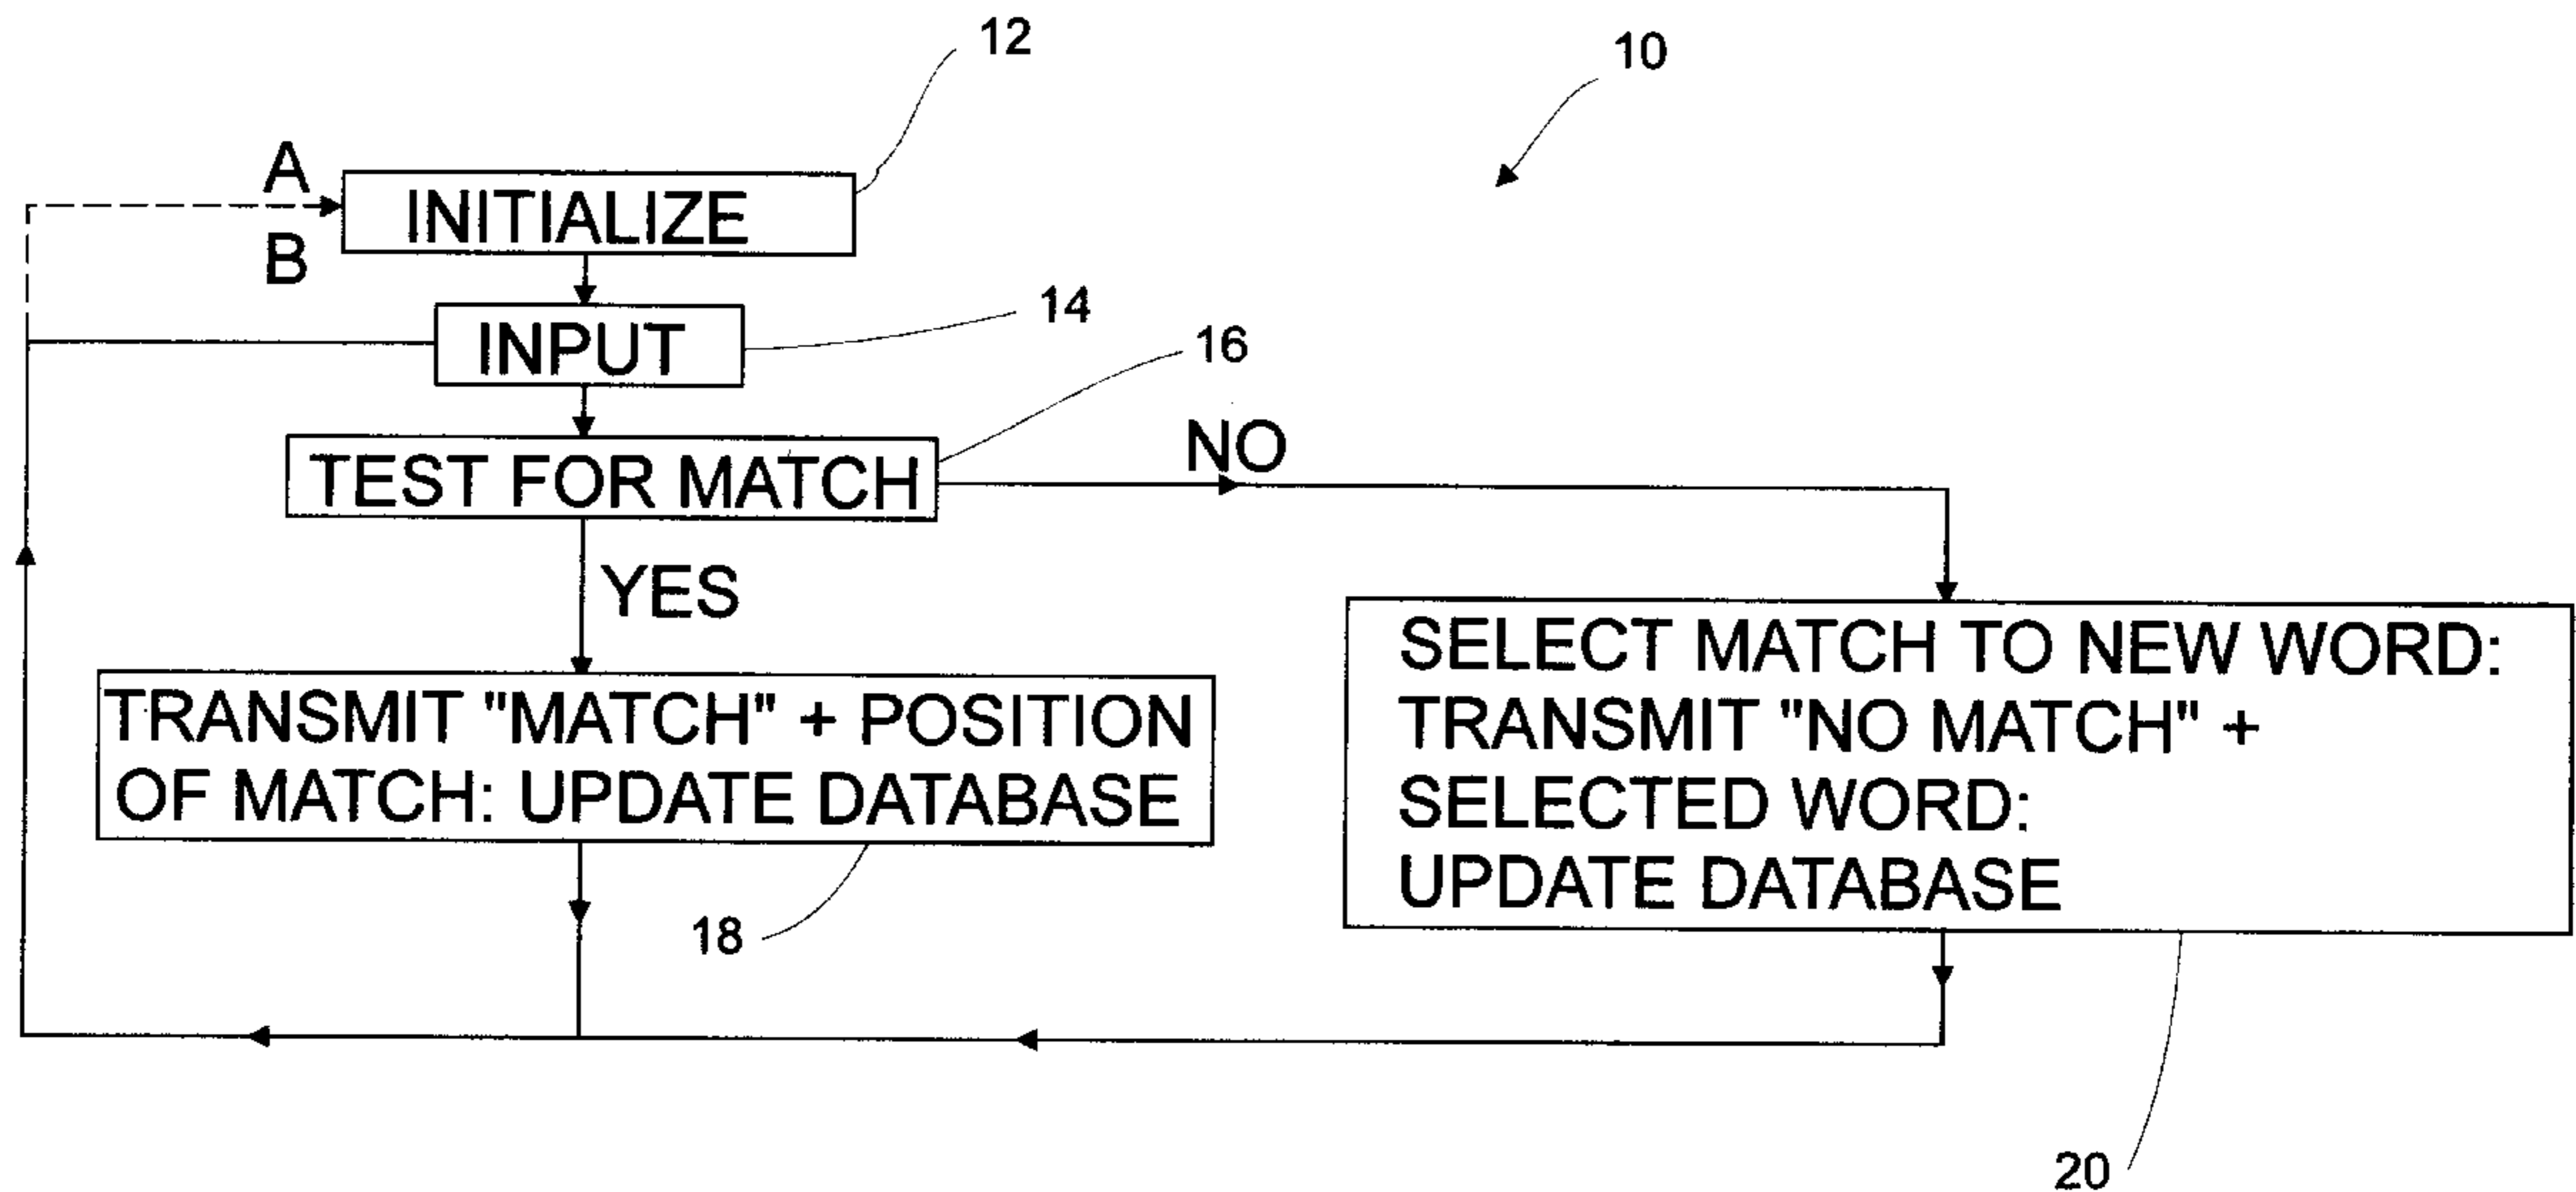 12
10
A
INITIALIZE
B
14
INPUT
16
NO
TEST FOR MATCH
YES
SELECT MATCH TO NEW WORD:
TRANSMIT "NO MATCH" +
SELECTED WORD:
UPDATE DATABASE
TRANSMIT "MATCH" + POSITION
OF MATCH: UPDATE DATABASE
18
20